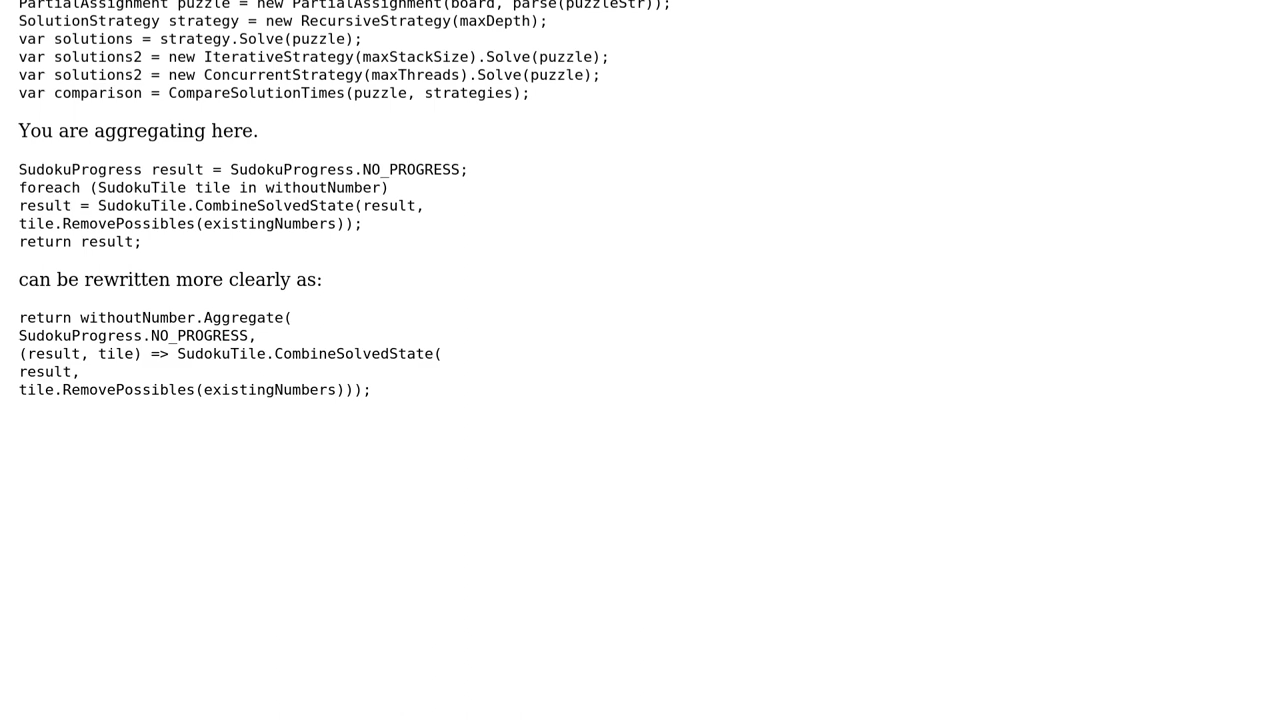 PartialAssignment puzzle = new PartialAssignment(board, parse(puzzleStr));
SolutionStrategy strategy = new RecursiveStrategy(maxDepth);
var solutions = strategy.Solve(puzzle);
var solutions2 = new IterativeStrategy(maxStackSize).Solve(puzzle);
var solutions2 = new ConcurrentStrategy(maxThreads).Solve(puzzle);
var comparison = CompareSolutionTimes(puzzle, strategies);
You are aggregating here.
SudokuProgress result = SudokuProgress.NO_PROGRESS;
foreach (SudokuTile tile in withoutNumber)
result = SudokuTile.CombineSolvedState(result,
tile.RemovePossibles(existingNumbers));
return result;
can be rewritten more clearly as:
return withoutNumber.Aggregate(
SudokuProgress.NO_PROGRESS,
(result, tile) => SudokuTile.CombineSolvedState(
result,
tile.RemovePossibles(existingNumbers)));